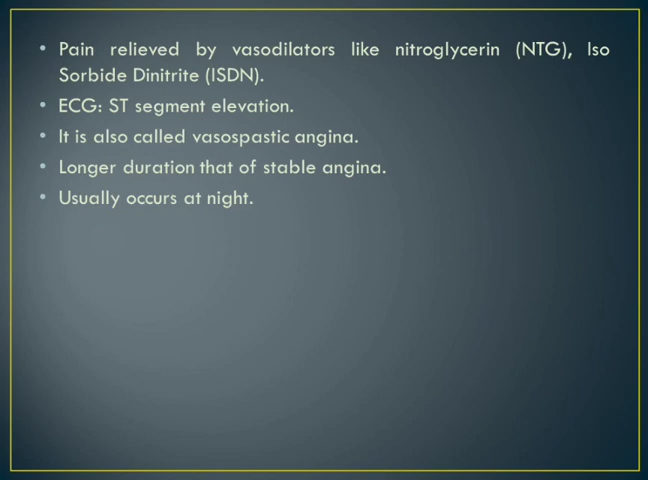 • Pain relieved by vasodilators like nitroglycerin (NTG), Iso
Sorbide Dinitrite (ISDN).
• ECG: ST segment elevation.
• It is also called vasospastic angina.
• Longer duration that of stable angina.
• Usually occurs at night.